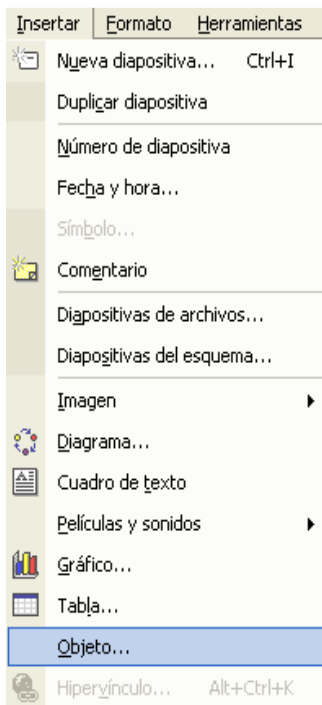 Insertar Formato Herramientas
Nueva diapositiva... Ctrl+I
Duplicar diapositiva
Número de diapositiva
Fecha y hora...
Símbolo...
Comentario
Diapositivas de archivos...
Diapositivas del esquema...
Imagen
Diagrama...
Cuadro de texto
Películas y sonidos
Gráfico...
Tabla...
Objeto...
Hipervínculo... Alt+Ctrl+K